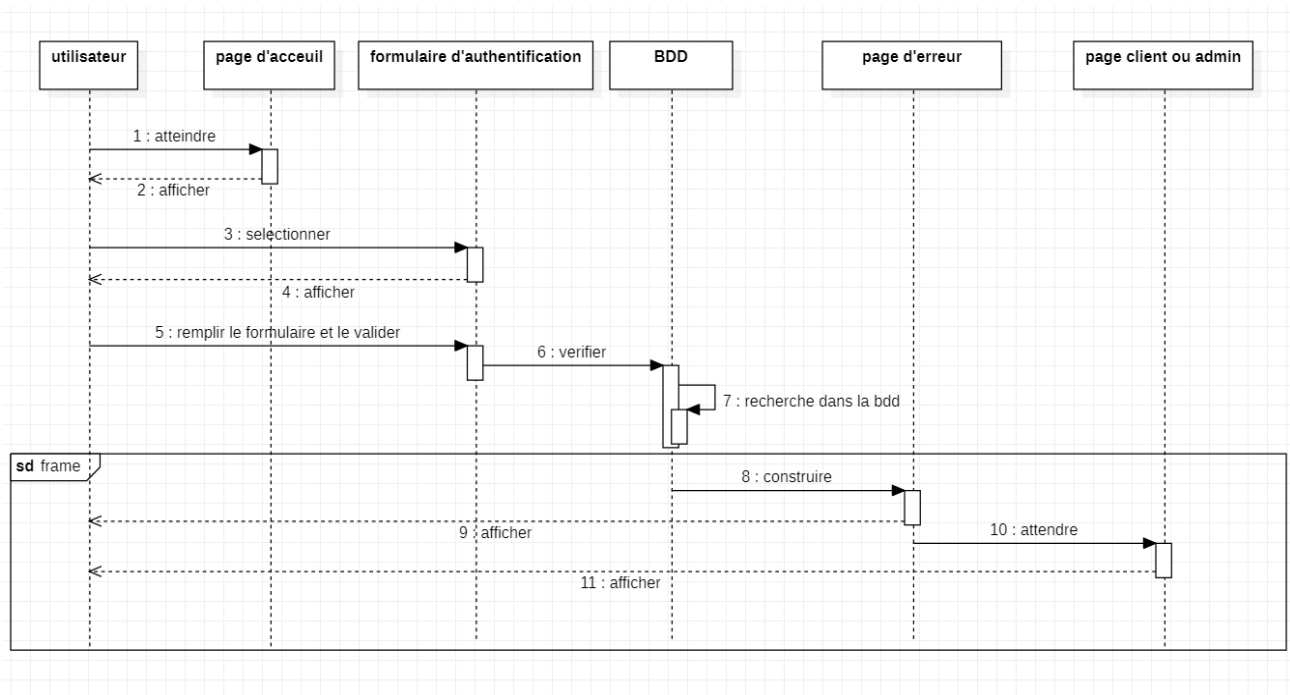 utilisateur
page d'acceuil
formulaire d'authentification
BDD
page d'erreur
page client ou admin
1 : atteindre
2 : afficher
3 : selectionner
4 : afficher
5 : remplir le formulaire et le valider
6 : verifier
7 : recherche dans la bdd
sd frame
8 : construire
9 : afficher
10 : attendre
11 : afficher